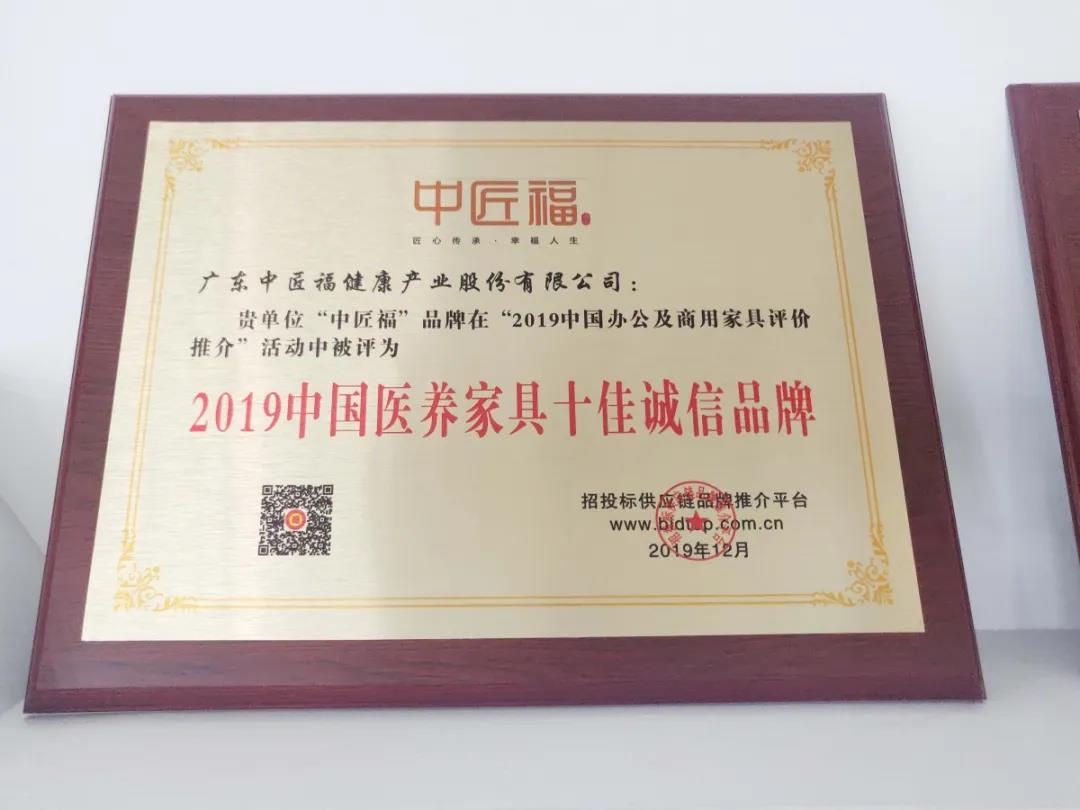 中匠福
匠心传承·幸福人生
广东中匠福健康产业股份有限公司：
贵单位“中匠福”品牌在“2019中国办公及商用家具评价
推介”活动中被评为
2019中国医养家具十佳诚信品牌
招投标供应链品牌推介平台
www.bidtop.com.cn
2019年12月